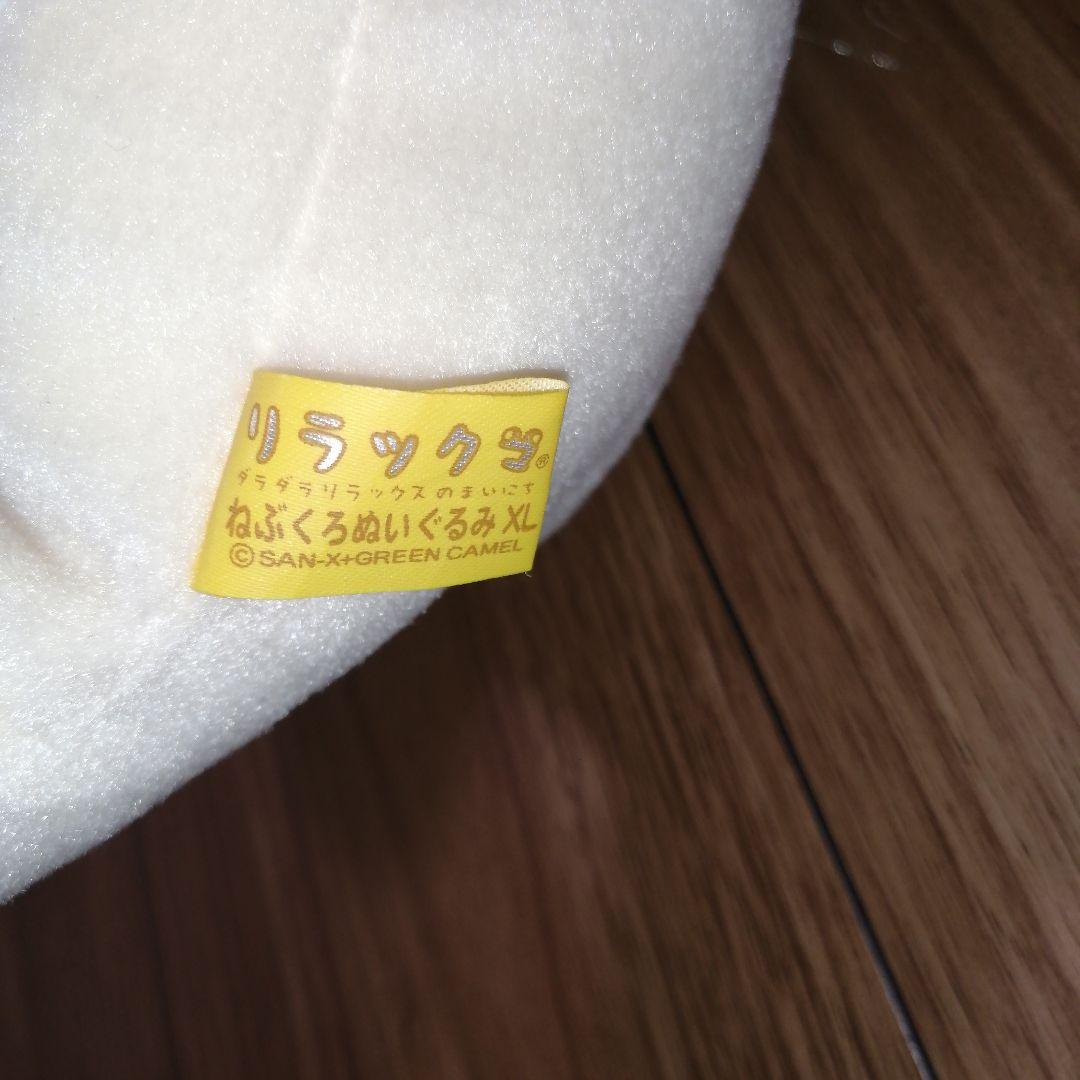 リラックマ®
ダラダラリラックスのまいにち
ねぶくろぬいぐるみXL
©SAN-X+GREEN CAMEL